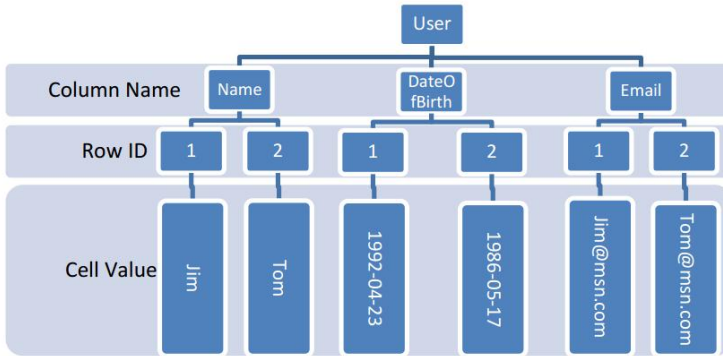 User
Column Name
Name
DateO
fBirth
Email
Row ID
1
2
1
2
1
2
Cell Value
Jim
Tom
1992-04-23
1986-05-17
Jim@msn.com
Tom@msn.com